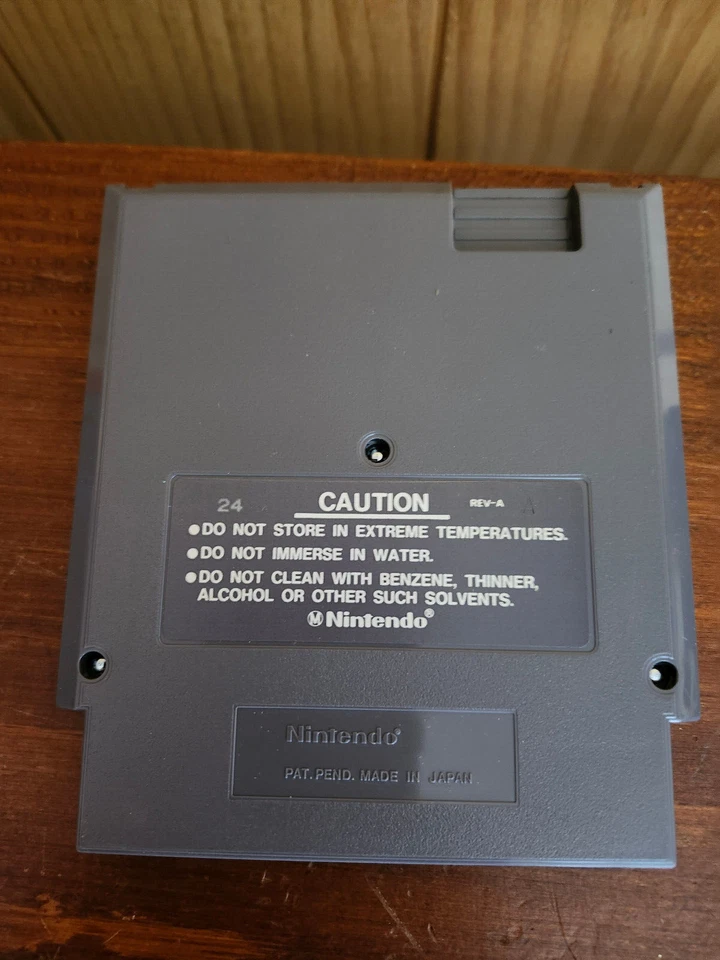 24 CAUTION REV-A A
●DO NOT STORE IN EXTREME TEMPERATURES.
●DO NOT IMMERSE IN WATER.
●DO NOT CLEAN WITH BENZENE, THINNER,
ALCOHOL OR OTHER SUCH SOLVENTS.
Ⓜ Nintendo®
Nintendo®
PAT. PEND. MADE IN JAPAN